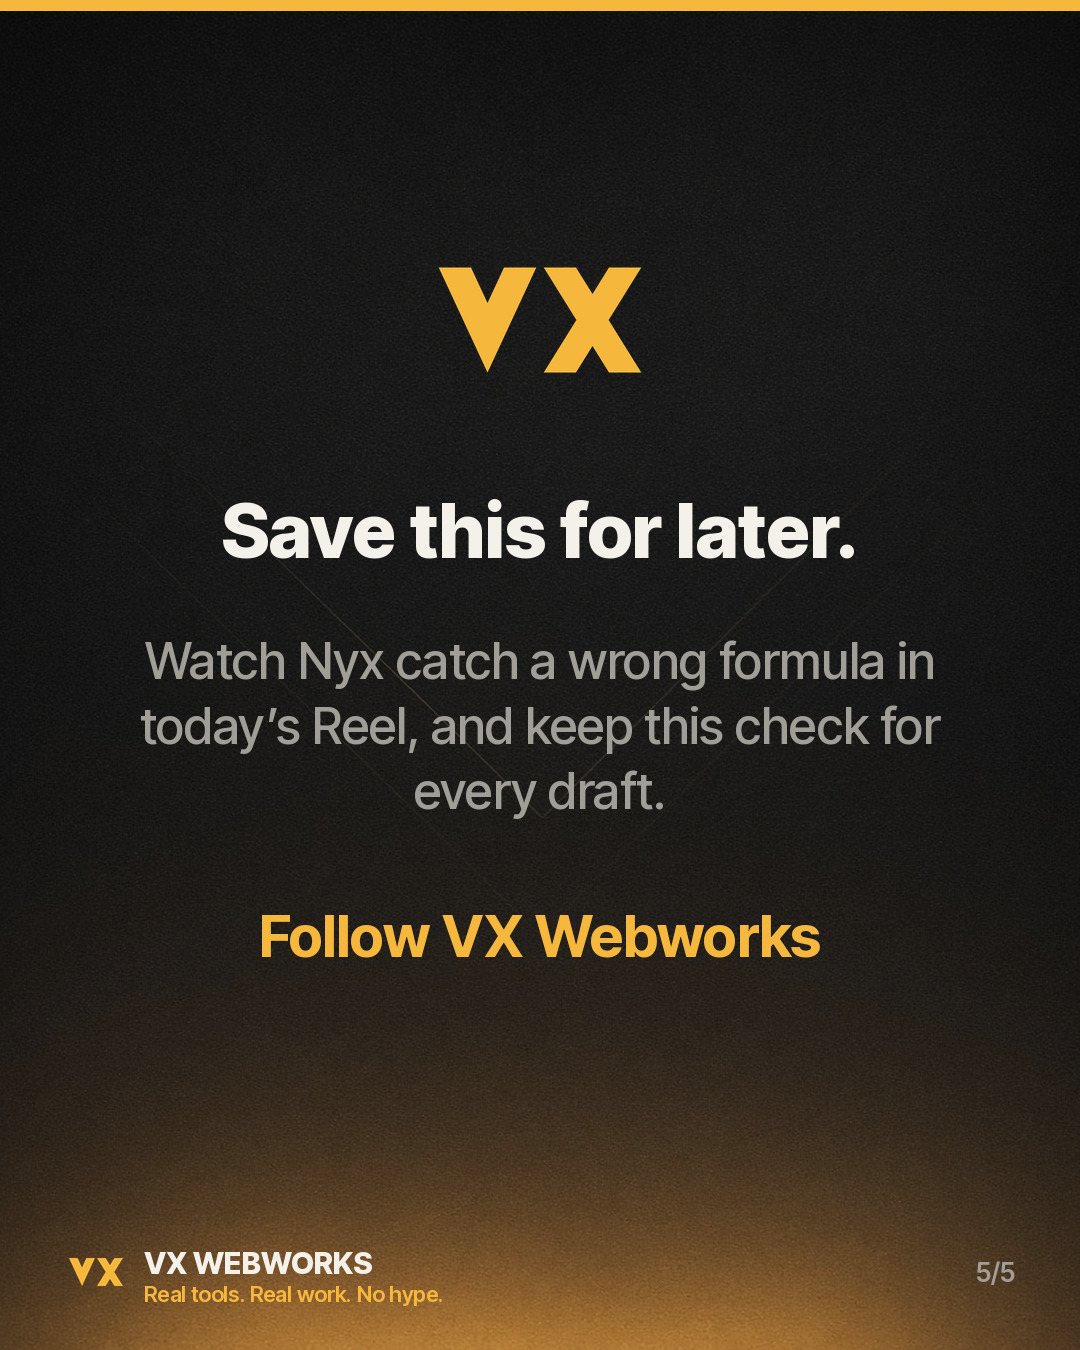 VX
Save this for later.
Watch Nyx catch a wrong formula in
today’s Reel, and keep this check for
every draft.
Follow VX Webworks
VX
VX WEBWORKS
Real tools. Real work. No hype.
5/5